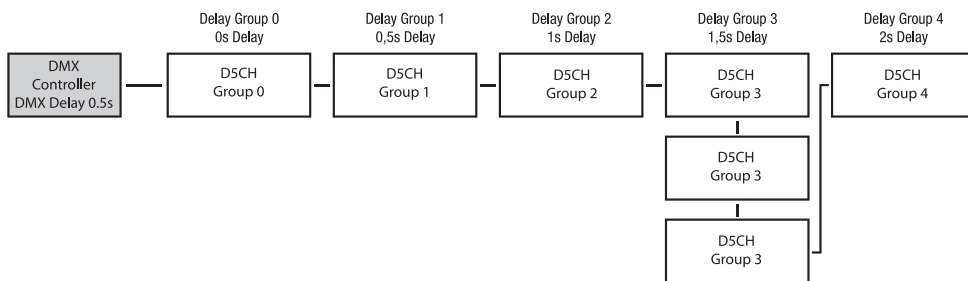 Delay Group 0
0s Delay
Delay Group 1
0,5s Delay
Delay Group 2
1s Delay
Delay Group 3
1,5s Delay
Delay Group 4
2s Delay
DMX
Controller
DMX Delay 0.5s
D5CH
Group 0
D5CH
Group 1
D5CH
Group 2
D5CH
Group 3
D5CH
Group 4
D5CH
Group 3
D5CH
Group 3